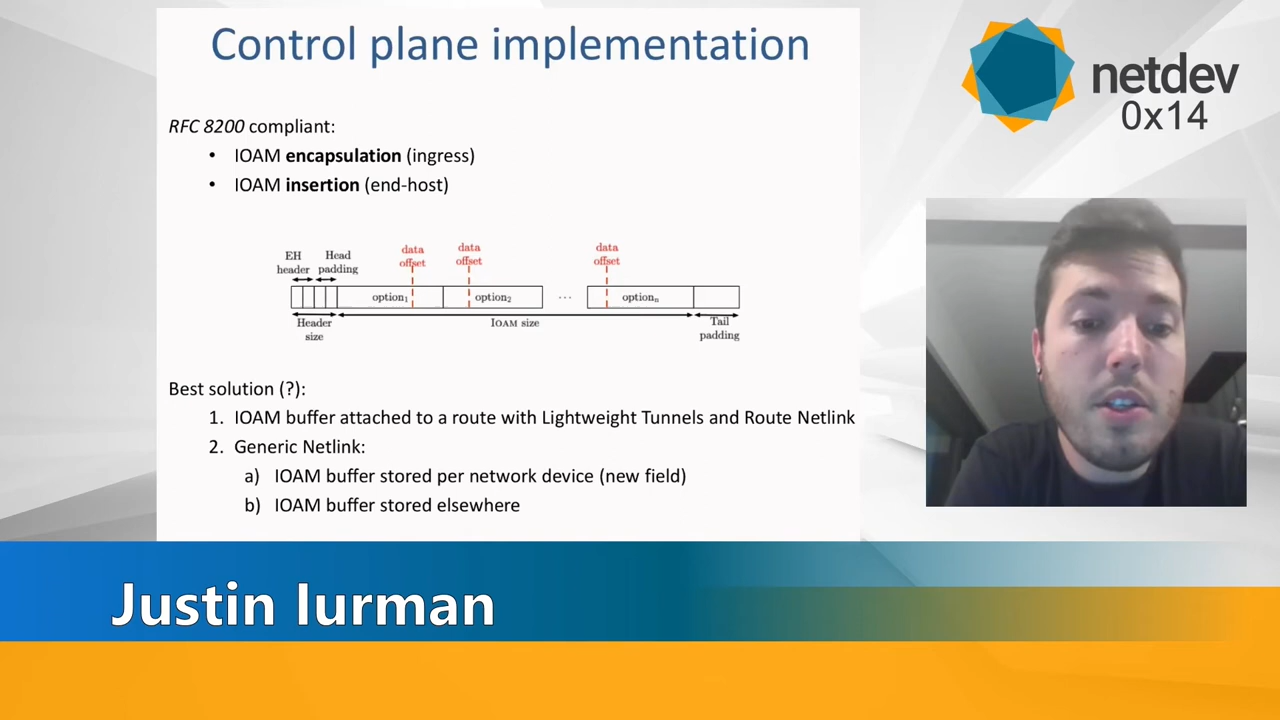 Control plane implementation
RFC 8200 compliant:
• IOAM encapsulation (ingress)
• IOAM insertion (end-host)
EH header
Head padding
data offset
data offset
data offset
option1
option2
...
optionn
Header size
IOAM size
Tail padding
Best solution (?):
1. IOAM buffer attached to a route with Lightweight Tunnels and Route Netlink
2. Generic Netlink:
a) IOAM buffer stored per network device (new field)
b) IOAM buffer stored elsewhere
netdev
0x14
Justin Iurman